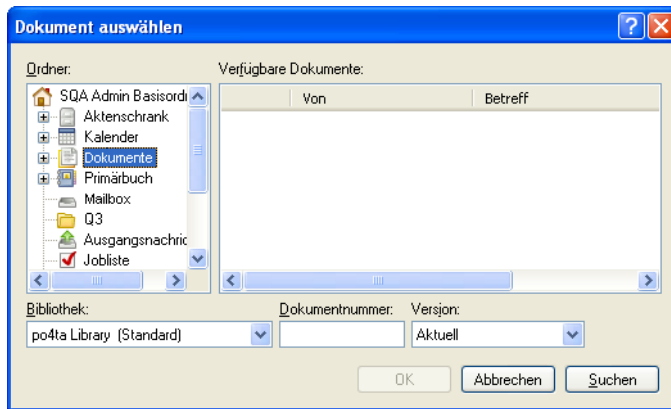 Dokument auswählen
Ordner:
Verfügbare Dokumente:
SQA Admin Basisord
Aktenschrank
Kalender
Dokumente
Primärbuch
Mailbox
Q3
Ausgangsnachric
Jobliste
Von
Betreff
Bibliothek:
Dokumentnummer:
Version:
po4ta Library (Standard)
Aktuell
OK
Abbrechen
Suchen